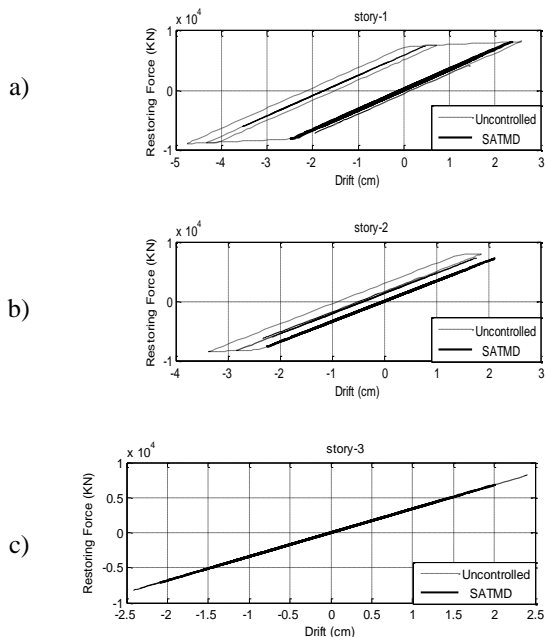 a)
story-1
x 10^4
Restoring Force (KN)
1
0
-1
-5 -4 -3 -2 -1 0 1 2 3
Drift (cm)
Uncontrolled
SATMD
b)
story-2
x 10^4
Restoring Force (KN)
1
0
-1
-4 -3 -2 -1 0 1 2 3
Drift (cm)
Uncontrolled
SATMD
c)
story-3
x 10^4
Restoring Force (KN)
1
0.5
0
-0.5
-1
-2.5 -2 -1.5 -1 -0.5 0 0.5 1 1.5 2 2.5
Drift (cm)
Uncontrolled
SATMD